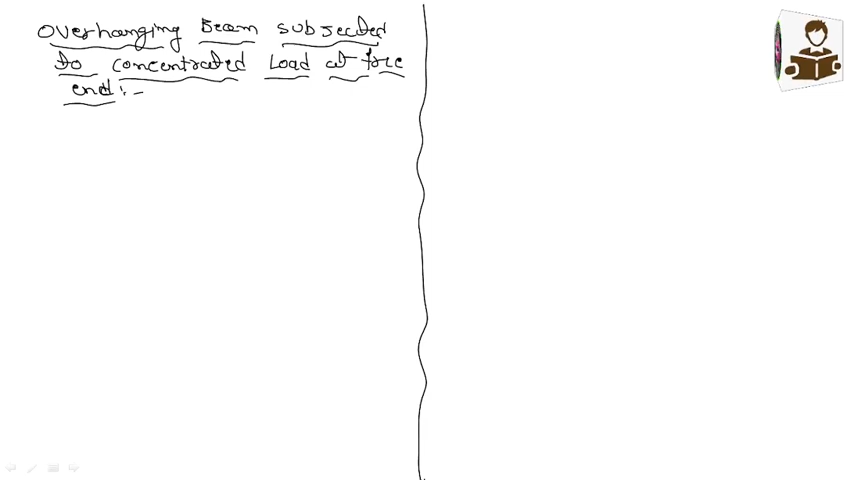 Overhanging Beam subjected
to concentrated Load at free
end :-